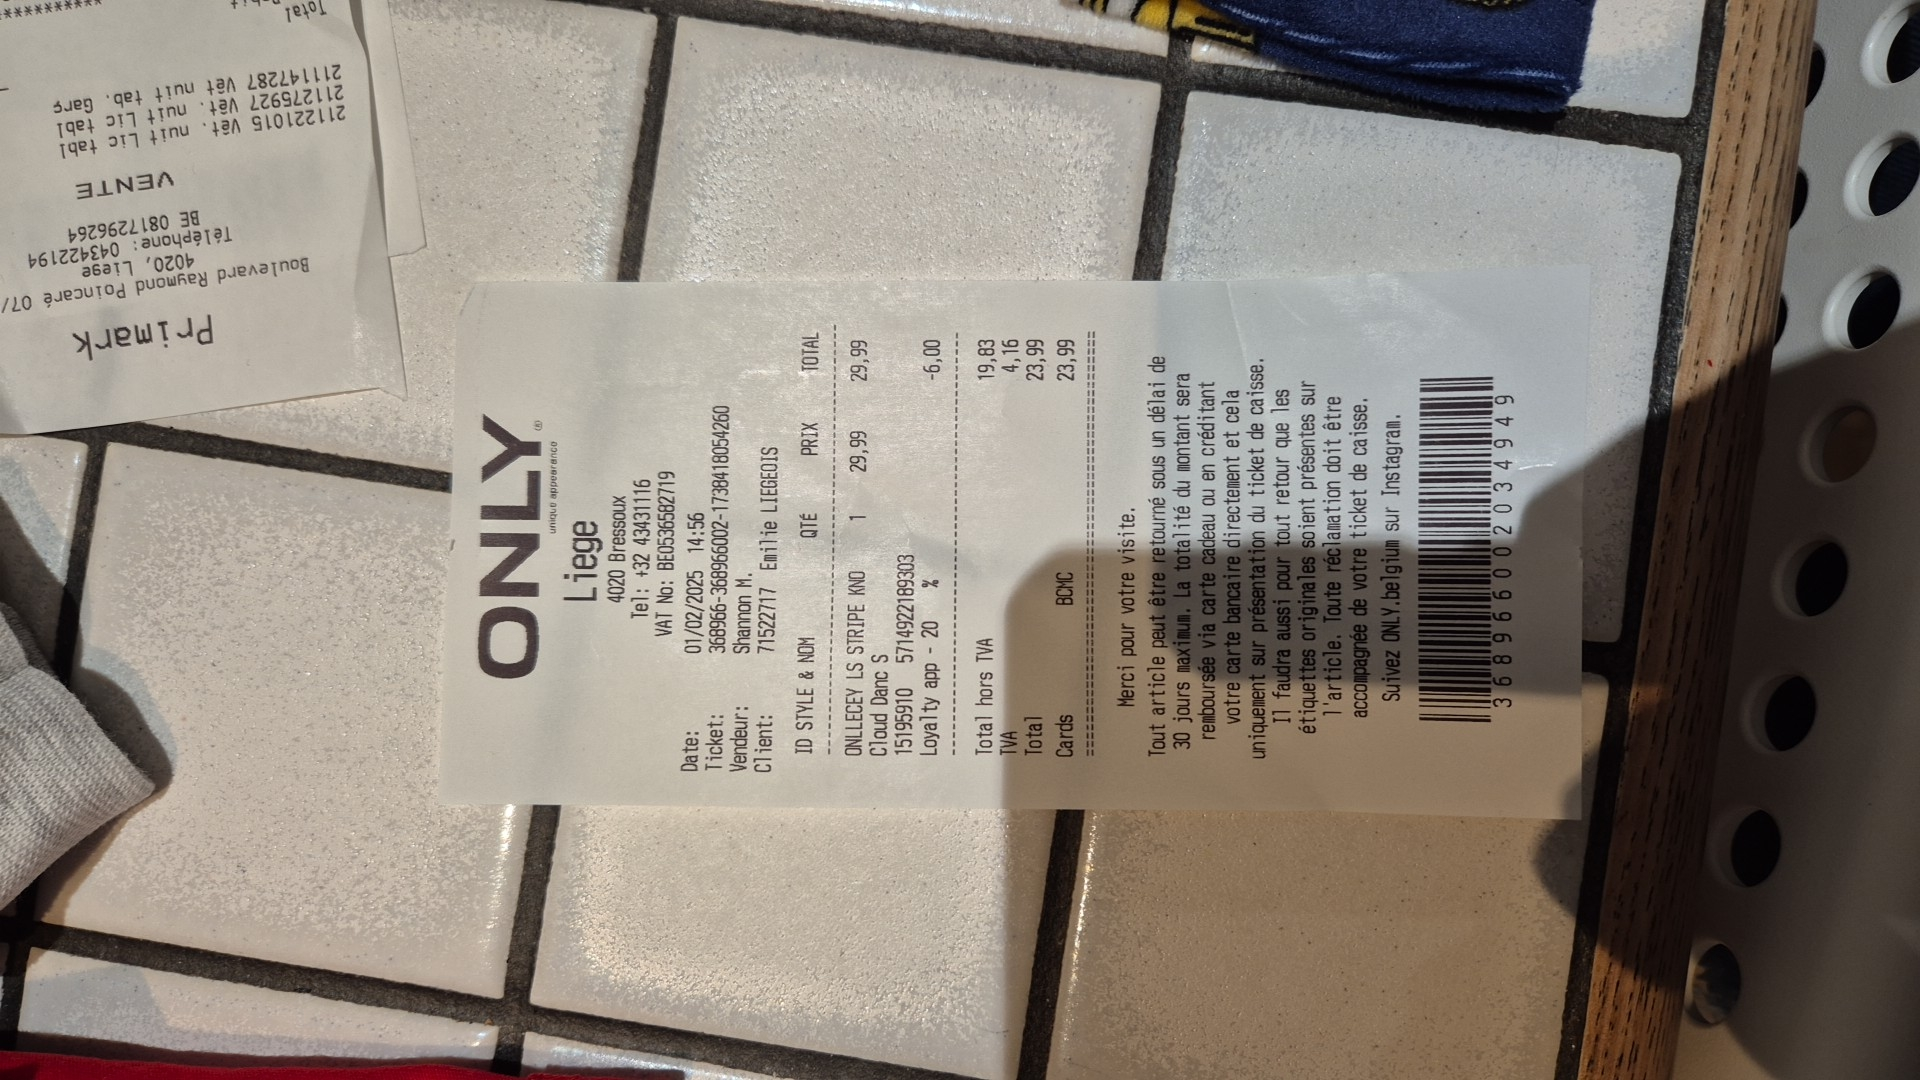 ONLY®
unique appearance
Liege
4020 Bressoux
Tel: +32 43431116
VAT No: BE0536582719
Date: 01/02/2025 14:56
Ticket: 368966-368966002-1738418054260
Vendeur: Shannon M.
Client: 71522717 Emilie LIEGEOIS
ID STYLE & NOM QTÉ PRIX TOTAL
ONLLECEY LS STRIPE KNO 1 29,99 29,99
Cloud Danc S
15195910 5714922189303
Loyalty app - 20 % -6,00
Total hors TVA 19,83
TVA 4,16
Total 23,99
Cards BCMC 23,99
Merci pour votre visite.
Tout article peut être retourné sous un délai de
30 jours maximum. La totalité du montant sera
remboursée via carte cadeau ou en créditant
votre carte bancaire directement et cela
uniquement sur présentation du ticket de caisse.
Il faudra aussi pour tout retour que les
étiquettes originales soient présentes sur
l'article. Toute réclamation doit être
accompagnée de votre ticket de caisse.
Suivez ONLY.belgium sur Instagram.
368966002034949
Primark
Boulevard Raymond Poincaré 07/
4020, Liege
Téléphone: 043422194
BE 0817296264
VENTE
211221015 Vêt. nuit Lic tabl
211275927 Vêt. nuit Lic tabl
211147287 Vêt nuit tab. Garç
Total